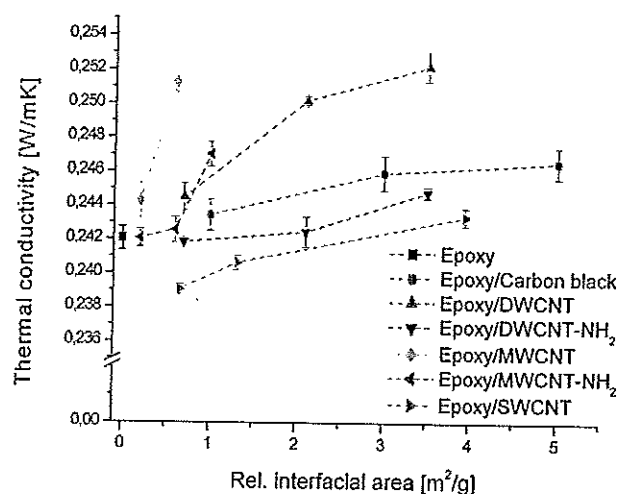 Thermal conductivity [W/mK]
0,254
0,252
0,250
0,247
0,246
0,244
0,242
0,239
0,238
0,236
0,00
0 1 2 3 4 5
Rel. interfacial area [m²/g]
Epoxy
Epoxy/Carbon black
Epoxy/DWCNT
Epoxy/DWCNT-NH₂
Epoxy/MWCNT
Epoxy/MWCNT-NH₂
Epoxy/SWCNT